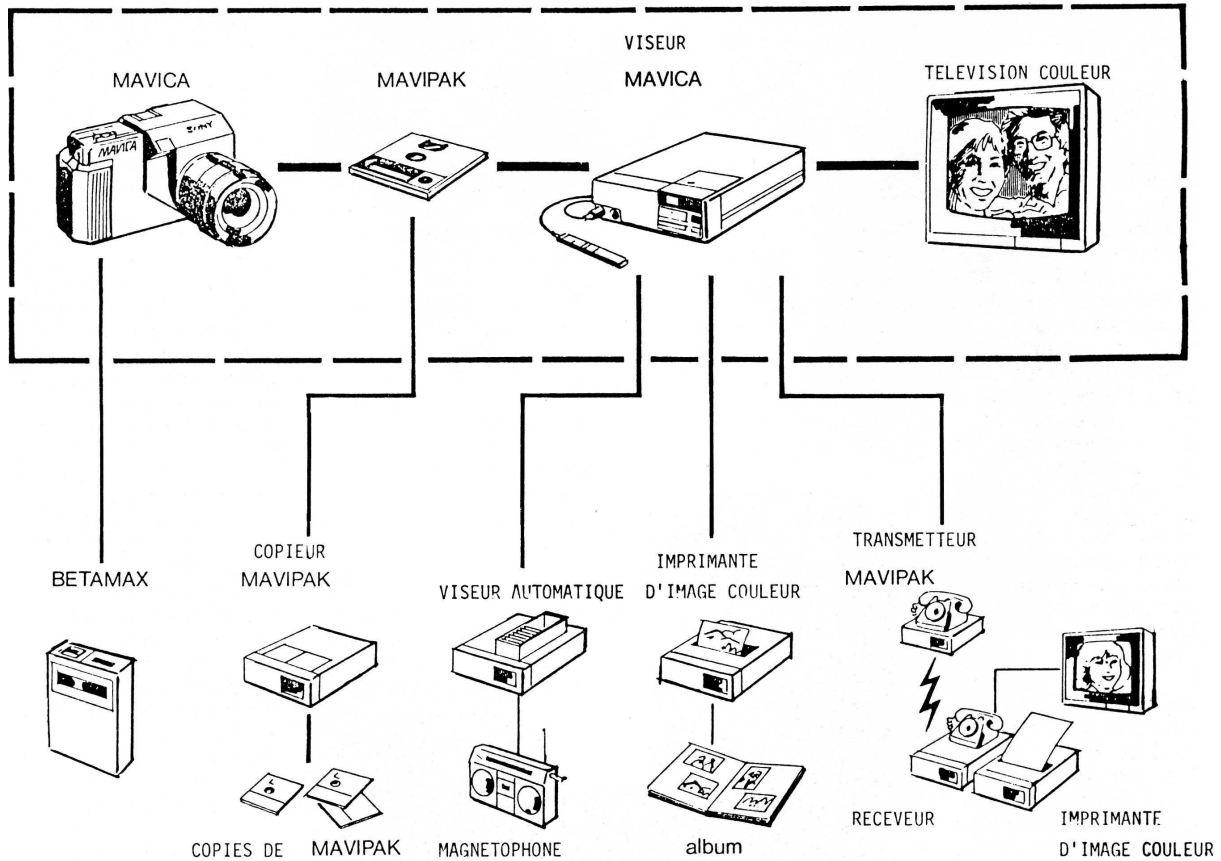 VISEUR
MAVICA
MAVIPAK
MAVICA
TELEVISION COULEUR
MAVICA
SONY
BETAMAX
COPIEUR
MAVIPAK
VISEUR AUTOMATIQUE
IMPRIMANTE
D'IMAGE COULEUR
TRANSMETTEUR
MAVIPAK
COPIES DE MAVIPAK
MAGNETOPHONE
album
RECEVEUR
IMPRIMANTE
D'IMAGE COULEUR